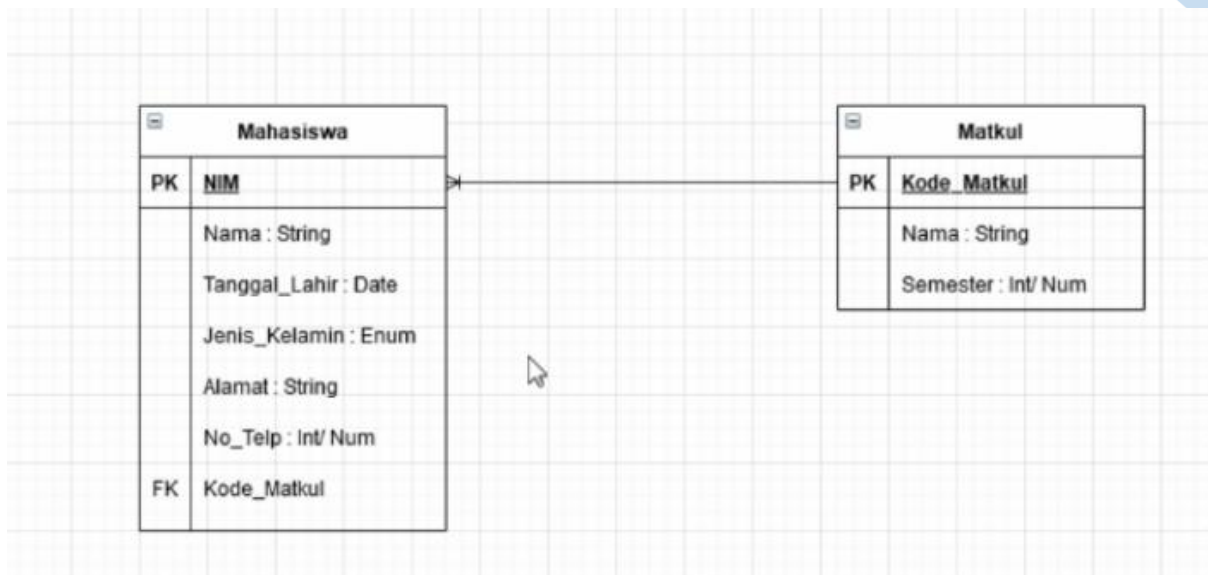 Mahasiswa
PK NIM
Nama : String
Tanggal_Lahir : Date
Jenis_Kelamin : Enum
Alamat : String
No_Telp : Int/ Num
FK Kode_Matkul
Matkul
PK Kode_Matkul
Nama : String
Semester : Int/ Num